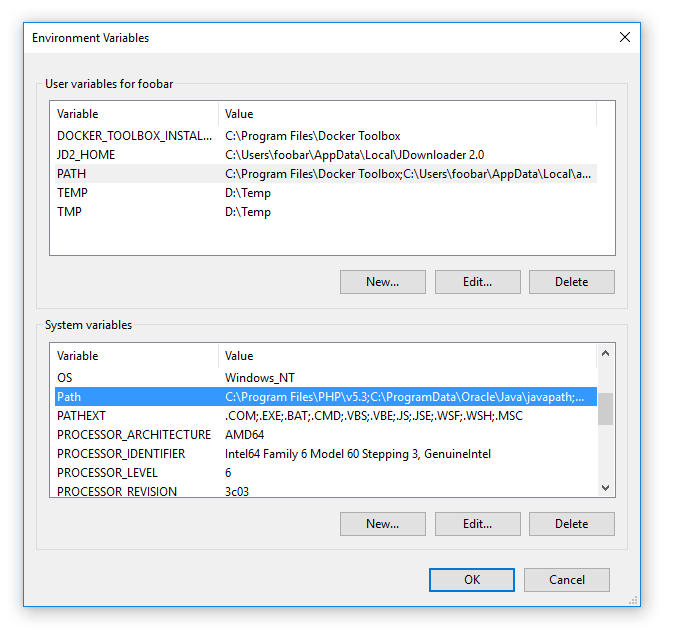 Environment Variables
User variables for foobar
Variable Value
DOCKER_TOOLBOX_INSTAL... C:\Program Files\Docker Toolbox
JD2_HOME C:\Users\foobar\AppData\Local\JDownloader 2.0
PATH C:\Program Files\Docker Toolbox;C:\Users\foobar\AppData\Local\a...
TEMP D:\Temp
TMP D:\Temp
New... Edit... Delete
System variables
Variable Value
OS Windows_NT
Path C:\Program Files\PHP\v5.3;C:\ProgramData\Oracle\Java\javapath;...
PATHEXT .COM;.EXE;.BAT;.CMD;.VBS;.VBE;.JS;.JSE;.WSF;.WSH;.MSC
PROCESSOR_ARCHITECTURE AMD64
PROCESSOR_IDENTIFIER Intel64 Family 6 Model 60 Stepping 3, GenuineIntel
PROCESSOR_LEVEL 6
PROCESSOR_REVISION 3c03
New... Edit... Delete
OK Cancel